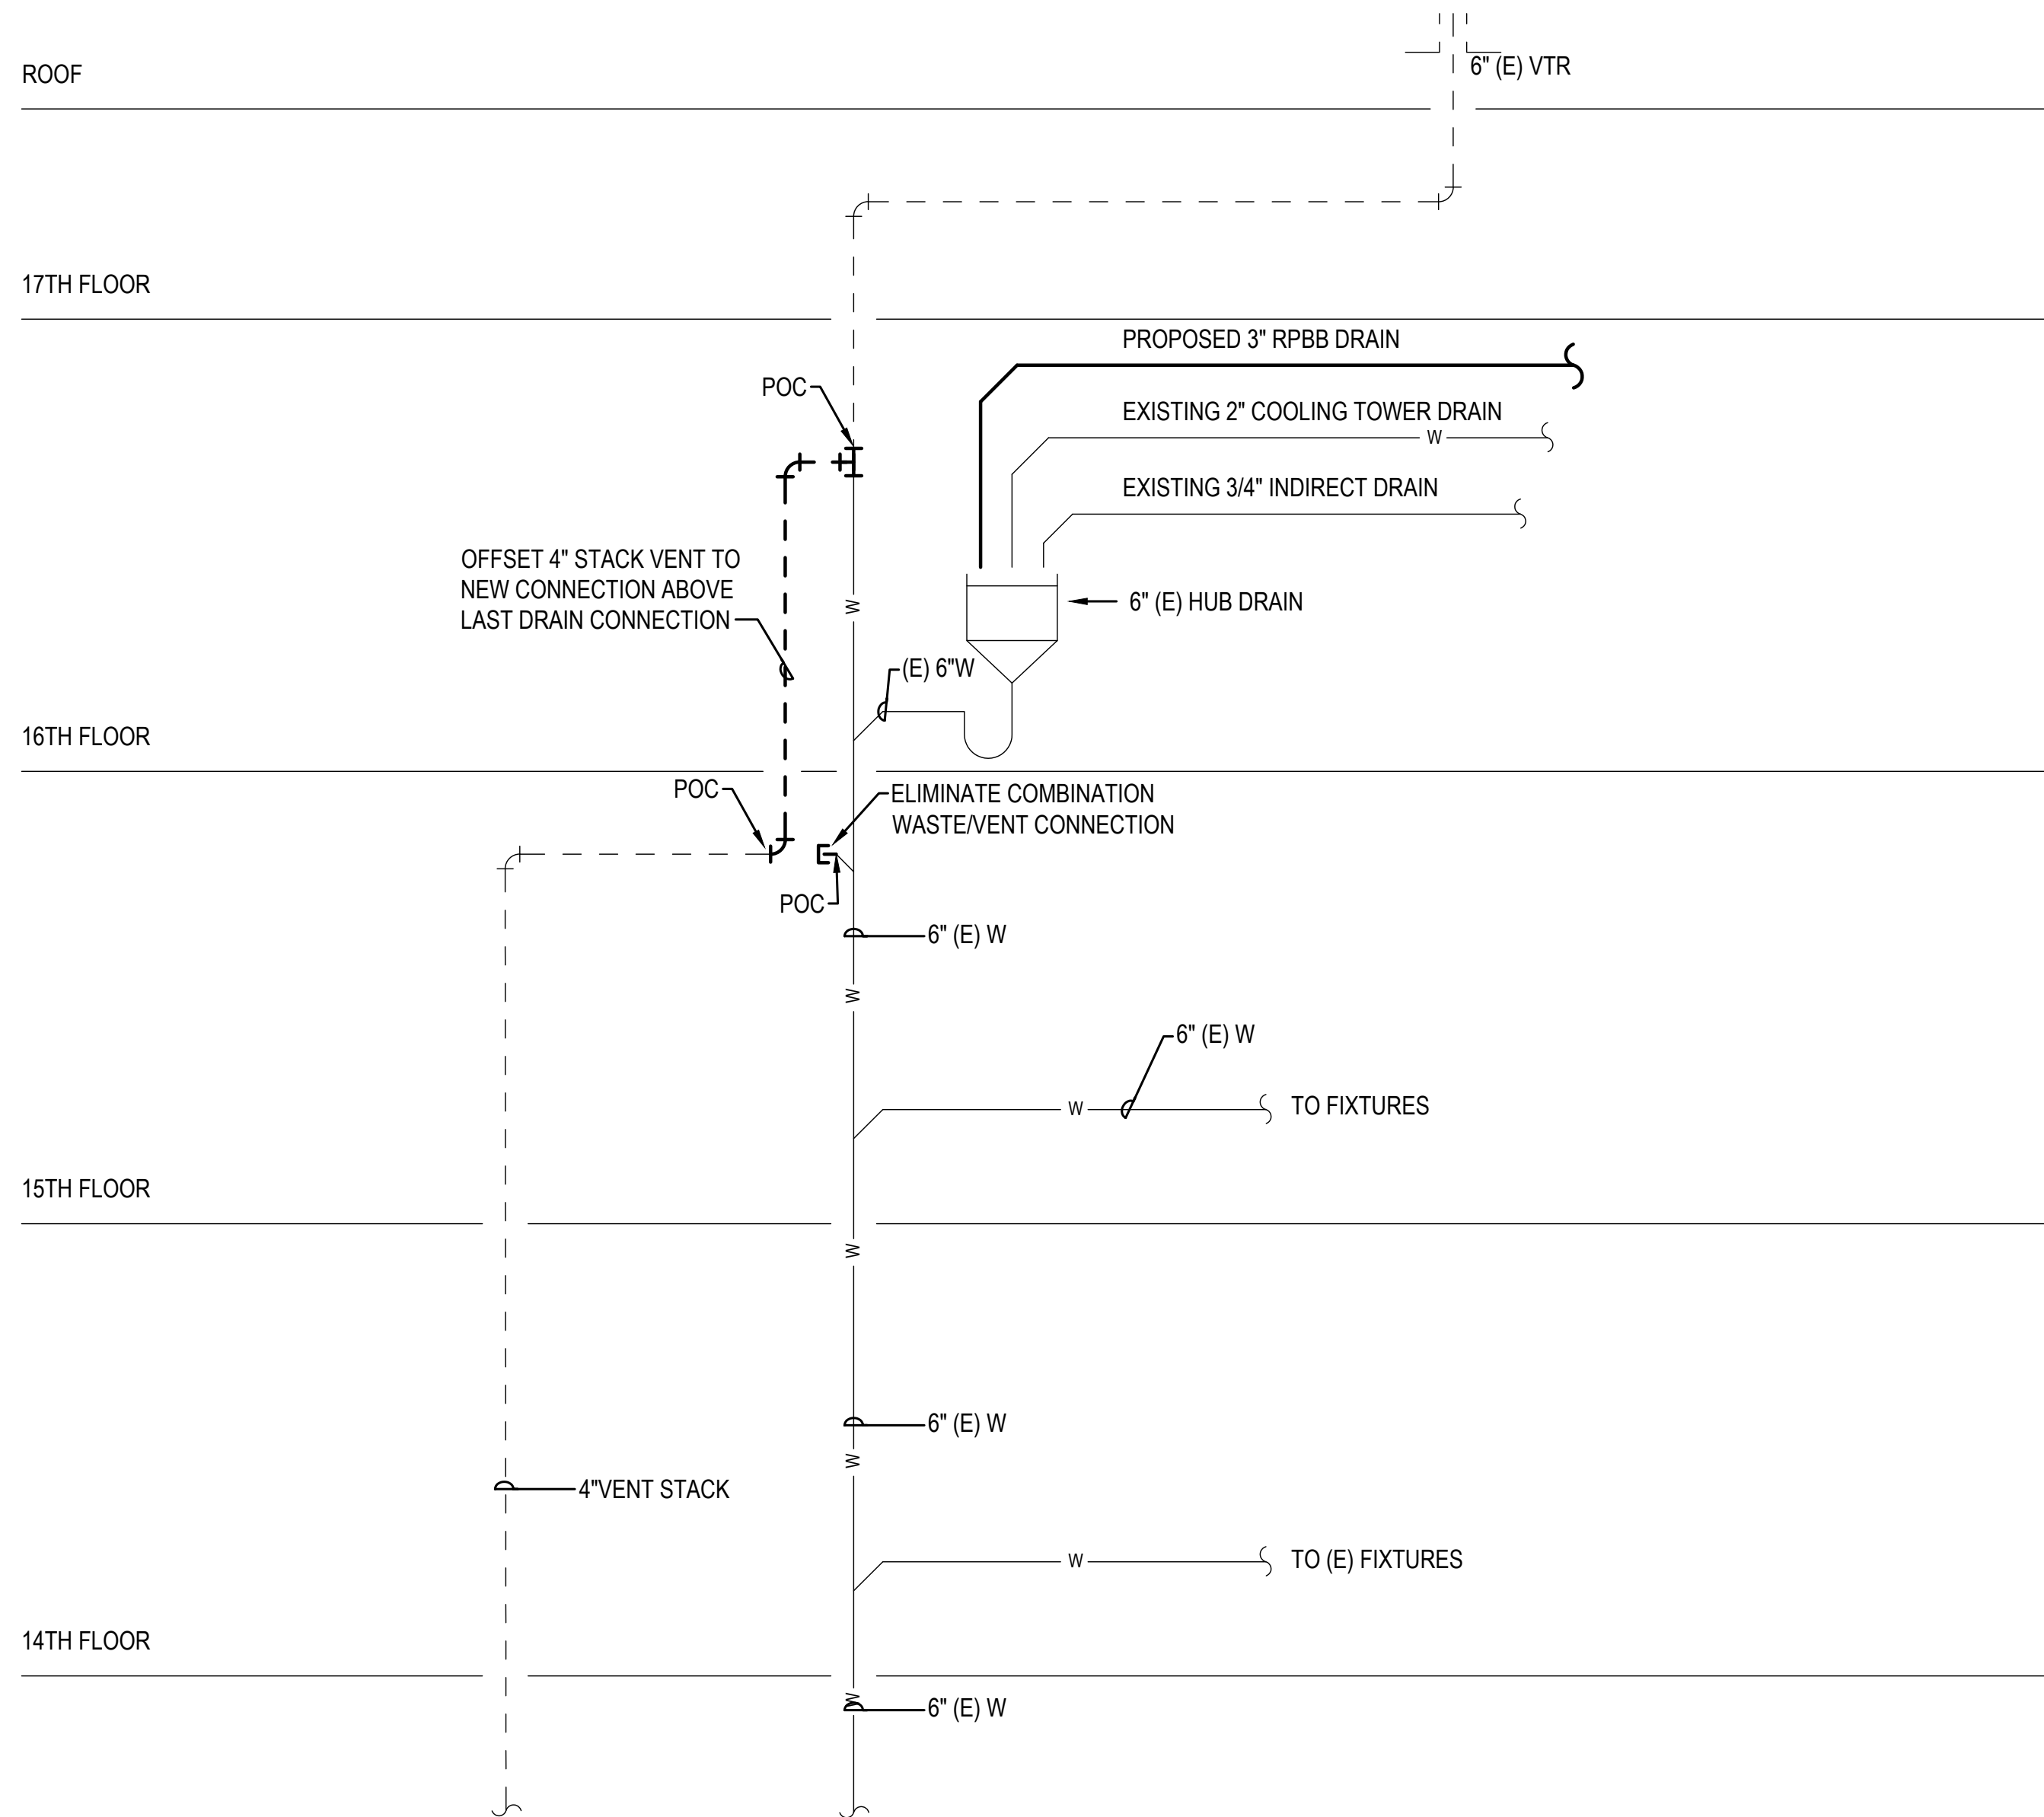 6" (E) VTR
ROOF
17TH FLOOR
PROPOSED 3" RPBB DRAIN
POC
EXISTING 2" COOLING TOWER DRAIN
W
EXISTING 3/4" INDIRECT DRAIN
OFFSET 4" STACK VENT TO
NEW CONNECTION ABOVE
LAST DRAIN CONNECTION
W
6" (E) HUB DRAIN
(E) 6"W
16TH FLOOR
POC
ELIMINATE COMBINATION
WASTE/VENT CONNECTION
POC
6" (E) W
W
6" (E) W
W
TO FIXTURES
15TH FLOOR
W
6" (E) W
W
4"VENT STACK
W
TO (E) FIXTURES
14TH FLOOR
W
6" (E) W